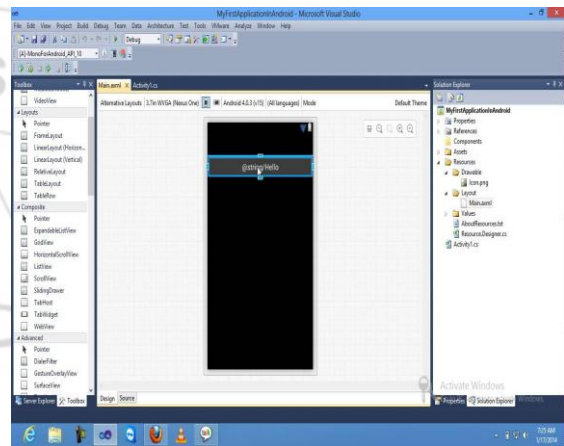 MyFirstApplicationInAndroid - Microsoft Visual Studio
File Edit View Project Build Debug Team Data Architecture Test Tools VMware Analyze Window Help
Debug
(A) MonoForAndroid_API_10
Toolbox
Main.axml
Activity1.cs
Solution Explorer
VideoView
Layouts
Pointer
FrameLayout
LinearLayout (Horizon...
LinearLayout (Vertical)
RelativeLayout
TableLayout
TableRow
Composite
Pointer
ExpandableListView
GridView
HorizontalScrollView
ListView
ScrollView
SlidingDrawer
TabHost
TabWidget
WebView
Advanced
Pointer
DialerFilter
GestureOverlayView
SurfaceView
Server Explorer Toolbox
Alternative Layouts 3.7in WVGA (Nexus One) Android 4.0.3 (v15) (All languages) Mode Default Theme
@string/Hello
Design Source
MyFirstApplicationInAndroid
Properties
References
Components
Assets
Resources
Drawable
Icon.png
Layout
Main.axml
Values
AboutResources.txt
Resource.Designer.cs
Activity1.cs
Activate Windows
Properties Solution Explorer
7:25 AM
1/17/2014